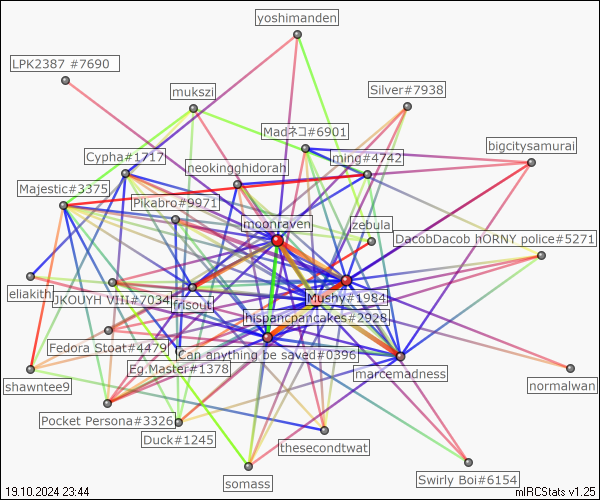 yoshimanden
LPK2387 #7690
mukszi
Silver#7938
Madネコ#6901
bigcitysamurai
Cypha#1717
neokingghidorah
ming#4742
Majestic#3375
Pikabro#9971
moonraven
zebula
DacobDacob hORNY police#5271
eliakith
JKOUYH VIII#7034
frisout
Mushy#1984
hispancpancakes#2928
Fedora Stoat#4479
Can anything be saved#0396
Eg.Master#1378
marcemadness
shawntee9
normalwan
Pocket Persona#3326
Duck#1245
thesecondtwat
somass
Swirly Boi#6154
19.10.2024 23:44
mIRCStats v1.25